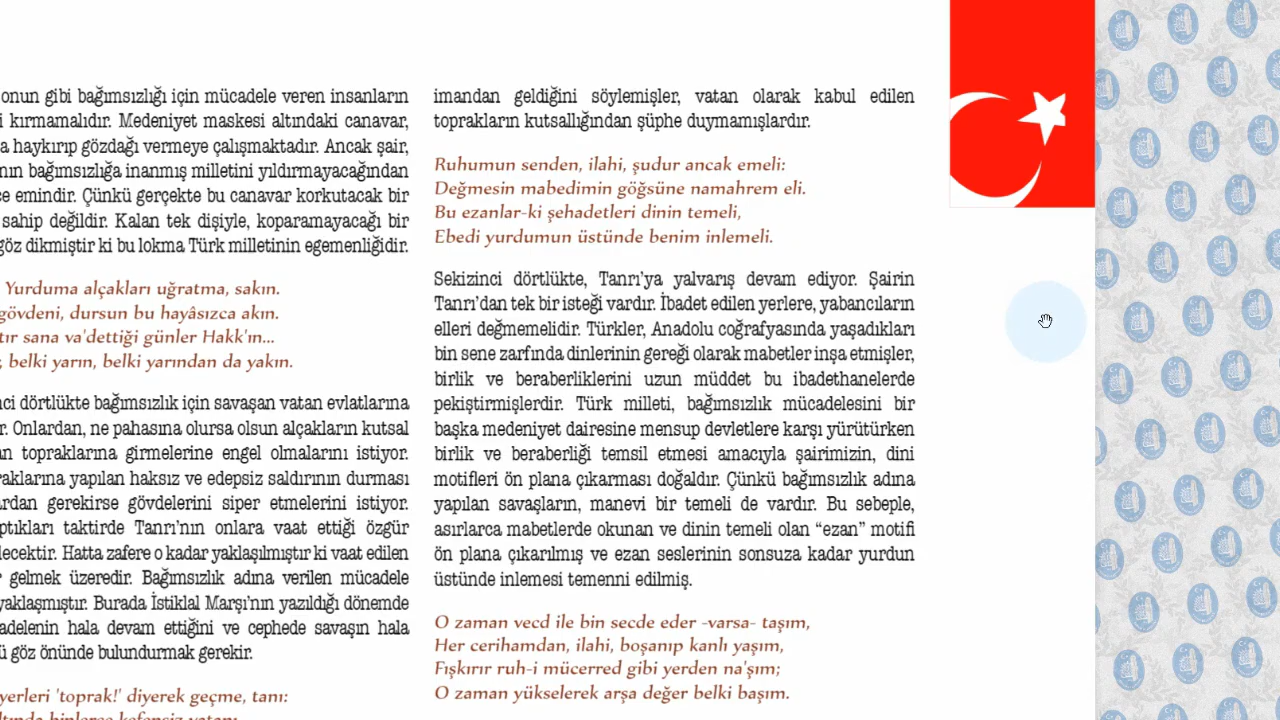 onun gibi bağımsızlığı için mücadele veren insanların
kırmamalıdır. Medeniyet maskesi altındaki canavar,
haykırıp gözdağı vermeye çalışmaktadır. Ancak şair,
bağımsızlığa inanmış milletini yıldırmayacağından
emindir. Çünkü gerçekte bu canavar korkutacak bir
sahip değildir. Kalan tek dişiyle, koparamayacağı bir
göz dikmiştir ki bu lokma Türk milletinin egemenliğidir.
Yurduma alçakları uğratma, sakın.
gövdeni, dursun bu hayâsızca akın.
sana va'dettiği günler Hakk'ın...
belki yarın, belki yarından da yakın.
dörtlükte bağımsızlık için savaşan vatan evlatlarına
Onlardan, ne pahasına olursa olsun alçakların kutsal
topraklarına girmelerine engel olmalarını istiyor.
yapılan haksız ve edepsiz saldırının durması
gerekirse gövdelerini siper etmelerini istiyor.
taktirde Tanrı’nın onlara vaat ettiği özgür
Hatta zafere o kadar yaklaşılmıştır ki vaat edilen
gelmek üzeredir. Bağımsızlık adına verilen mücadele
yaklaşmıştır. Burada İstiklal Marşı’nın yazıldığı dönemde
hala devam ettiğini ve cephede savaşın hala
göz önünde bulundurmak gerekir.
yerleri 'toprak!' diyerek geçme, tanı:
imandan geldiğini söylemişler, vatan olarak kabul edilen
toprakların kutsallığından şüphe duymamışlardır.
Ruhumun senden, ilahi, şudur ancak emeli:
Değmesin mabedimin göğsüne namahrem eli.
Bu ezanlar-ki şehadetleri dinin temeli,
Ebedi yurdumun üstünde benim inlemeli.
Sekizinci dörtlükte, Tanrı’ya yalvarış devam ediyor. Şairin
Tanrı’dan tek bir isteği vardır. İbadet edilen yerlere, yabancıların
elleri değmemelidir. Türkler, Anadolu coğrafyasında yaşadıkları
bin sene zarfında dinlerinin gereği olarak mabetler inşa etmişler,
birlik ve beraberliklerini uzun müddet bu ibadethanelerde
pekiştirmişlerdir. Türk milleti, bağımsızlık mücadelesini bir
başka medeniyet dairesine mensup devletlere karşı yürütürken
birlik ve beraberliği temsil etmesi amacıyla şairimizin, dini
motifleri ön plana çıkarması doğaldır. Çünkü bağımsızlık adına
yapılan savaşların, manevi bir temeli de vardır. Bu sebeple,
asırlarca mabetlerde okunan ve dinin temeli olan “ezan” motifi
ön plana çıkarılmış ve ezan seslerinin sonsuza kadar yurdun
üstünde inlemesi temenni edilmiş.
O zaman vecd ile bin secde eder -varsa- taşım,
Her cerihamdan, ilahi, boşanıp kanlı yaşım,
Fışkırır ruh-i mücerred gibi yerden na'şım;
O zaman yükselerek arşa değer belki başım.